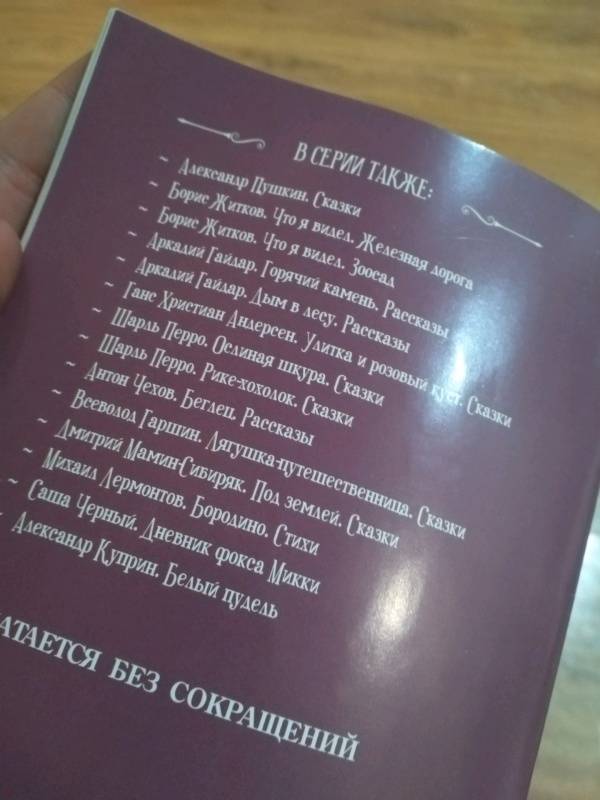 В СЕРИИ ТАКЖЕ:
~ Александр Пушкин. Сказки
~ Борис Житков. Что я видел. Железная дорога
~ Борис Житков. Что я видел. Зоосад
~ Аркадий Гайдар. Горячий камень. Рассказы
~ Аркадий Гайдар. Дым в лесу. Рассказы
~ Ганс Христиан Андерсен. Улитка и розовый куст. Сказки
~ Шарль Перро. Ослиная шкура. Сказки
~ Шарль Перро. Рике-хохолок. Сказки
~ Антон Чехов. Беглец. Рассказы
~ Всеволод Гаршин. Лягушка-путешественница. Сказки
~ Дмитрий Мамин-Сибиряк. Под землей. Сказки
~ Михаил Лермонтов. Бородино. Стихи
~ Саша Черный. Дневник фокса Микки
~ Александр Куприн. Белый пудель
АТАЕТСЯ БЕЗ СОКРАЩЕНИЙ